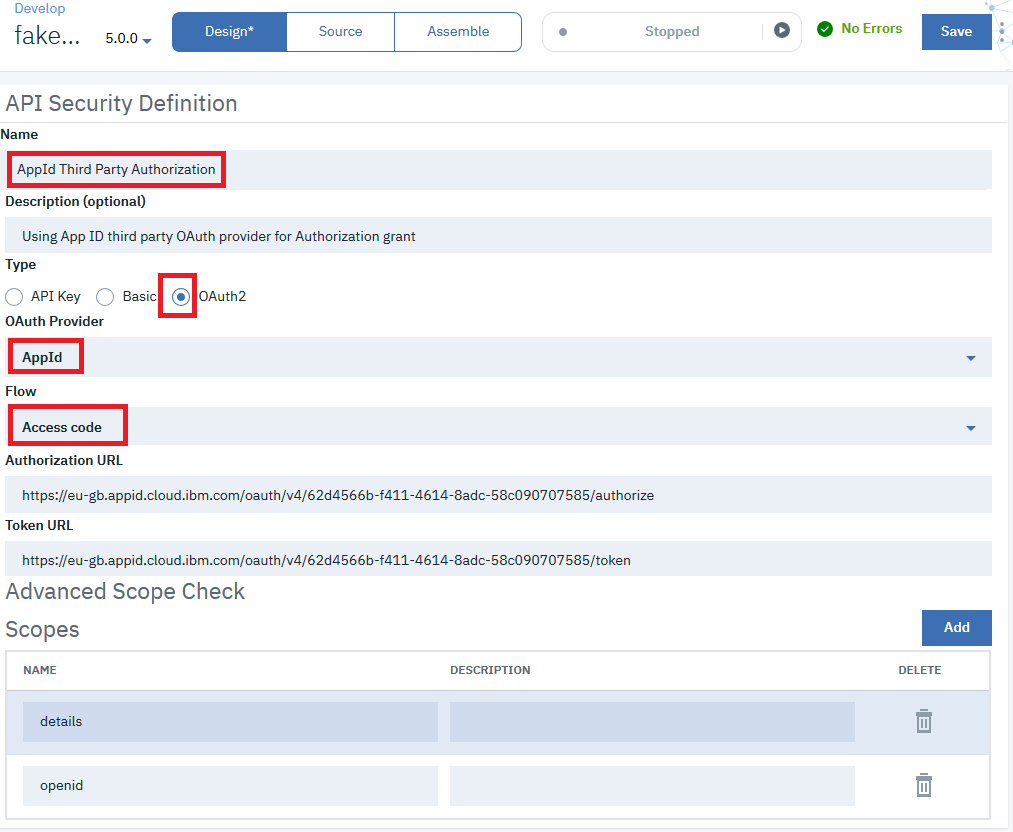 Develop
fake... 5.0.0 Design* Source Assemble Stopped No Errors Save
API Security Definition
Name
AppId Third Party Authorization
Description (optional)
Using App ID third party OAuth provider for Authorization grant
Type
API Key Basic OAuth2
OAuth Provider
AppId
Flow
Access code
Authorization URL
https://eu-gb.appid.cloud.ibm.com/oauth/v4/62d4566b-f411-4614-8adc-58c090707585/authorize
Token URL
https://eu-gb.appid.cloud.ibm.com/oauth/v4/62d4566b-f411-4614-8adc-58c090707585/token
Advanced Scope Check
Scopes Add
NAME DESCRIPTION DELETE
details
openid